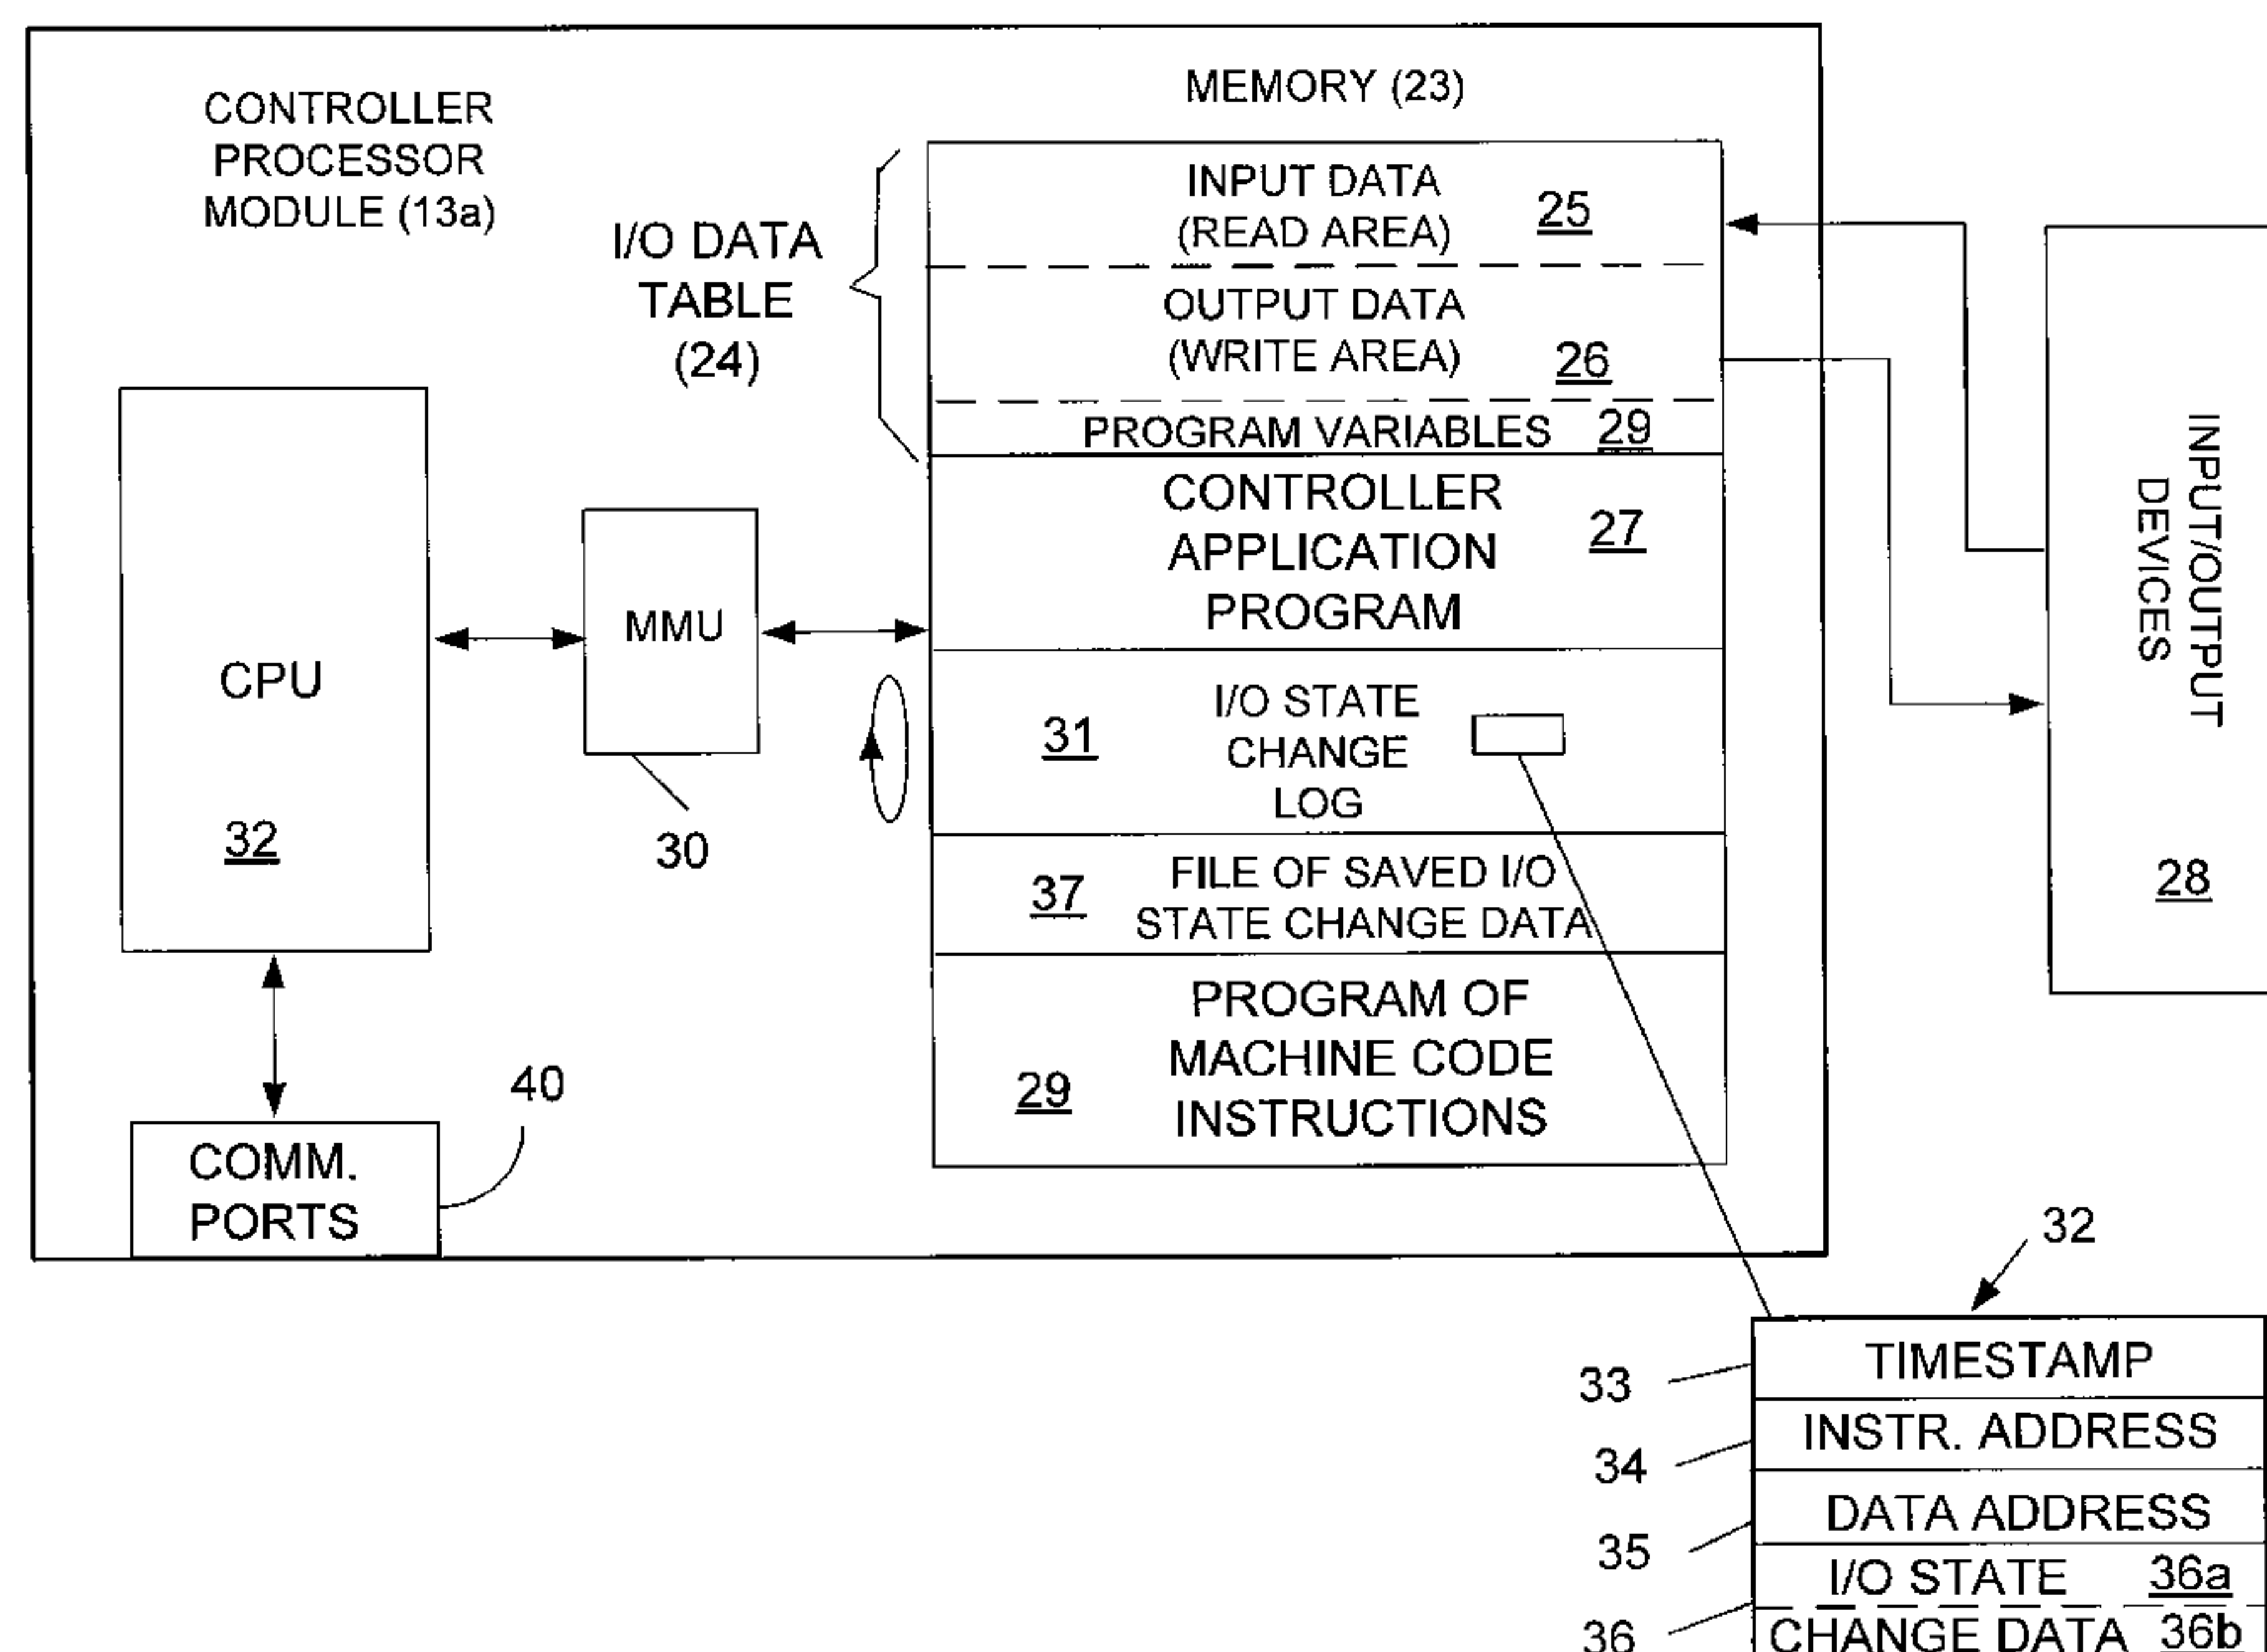 CONTROLLER
PROCESSOR
MODULE (13a)
MEMORY (23)
I/O DATA
TABLE
(24)
INPUT DATA
(READ AREA)
25
OUTPUT DATA
(WRITE AREA)
26
PROGRAM VARIABLES 29
CONTROLLER
APPLICATION
PROGRAM
27
CPU
32
MMU
30
31
I/O STATE
CHANGE
LOG
37
FILE OF SAVED I/O
STATE CHANGE DATA
PROGRAM OF
MACHINE CODE
INSTRUCTIONS
29
COMM.
PORTS
40
INPUT/OUTPUT
DEVICES
28
32
TIMESTAMP
33
INSTR. ADDRESS
34
DATA ADDRESS
35
I/O STATE 36a
36
CHANGE DATA 36b